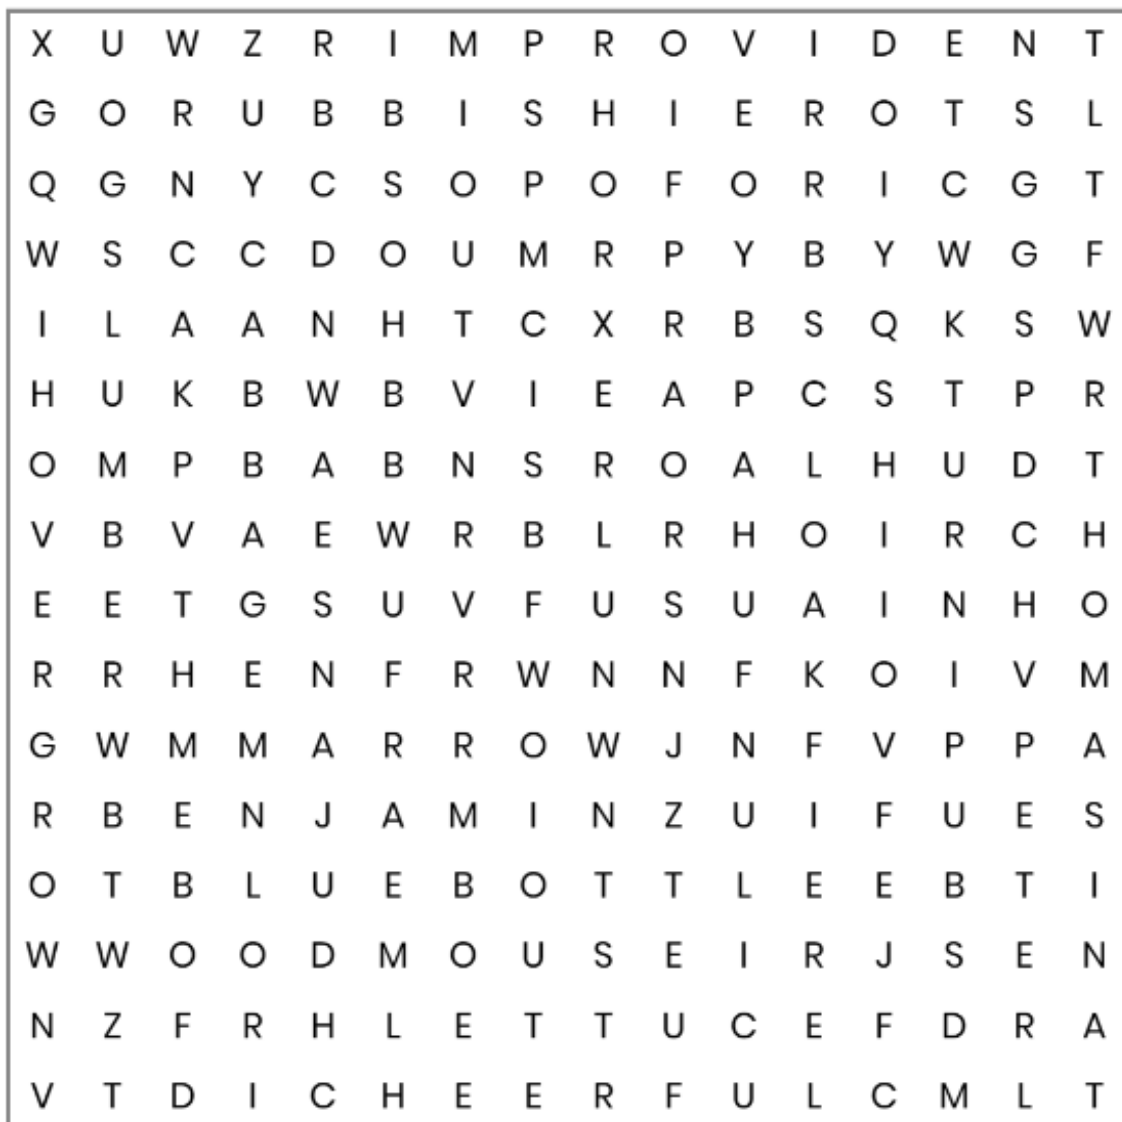 X U W Z R I M P R O V I D E N T
G O R U B B I S H I E R O T S L
Q G N Y C S O P O F O R I C G T
W S C C D O U M R P Y B Y W G F
I L A A N H T C X R B S Q K S W
H U K B W B V I E A P C S T P R
O M P B A B N S R O A L H U D T
V B V A E W R B L R H O I R C H
E E T G S U V F U S U A I N H O
R R H E N F R W N N F K O I V M
G W M M A R R O W J N F V P P A
R B E N J A M I N Z U I F U E S
O T B L U E B O T T L E E B T I
W W O O D M O U S E I R J S E N
N Z F R H L E T T U C E F D R A
V T D I C H E E R F U L C M L T